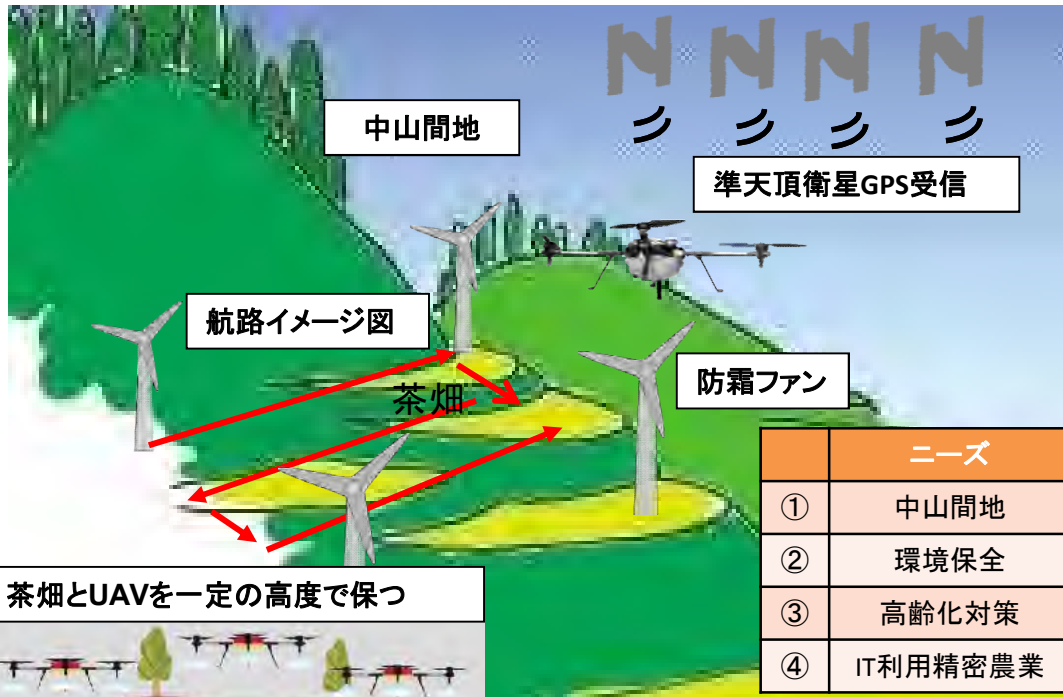 中山間地
準天頂衛星GPS受信
航路イメージ図
防霜ファン
茶畑
茶畑とUAVを一定の高度で保つ
ニーズ
① 中山間地
② 環境保全
③ 高齢化対策
④ IT利用精密農業